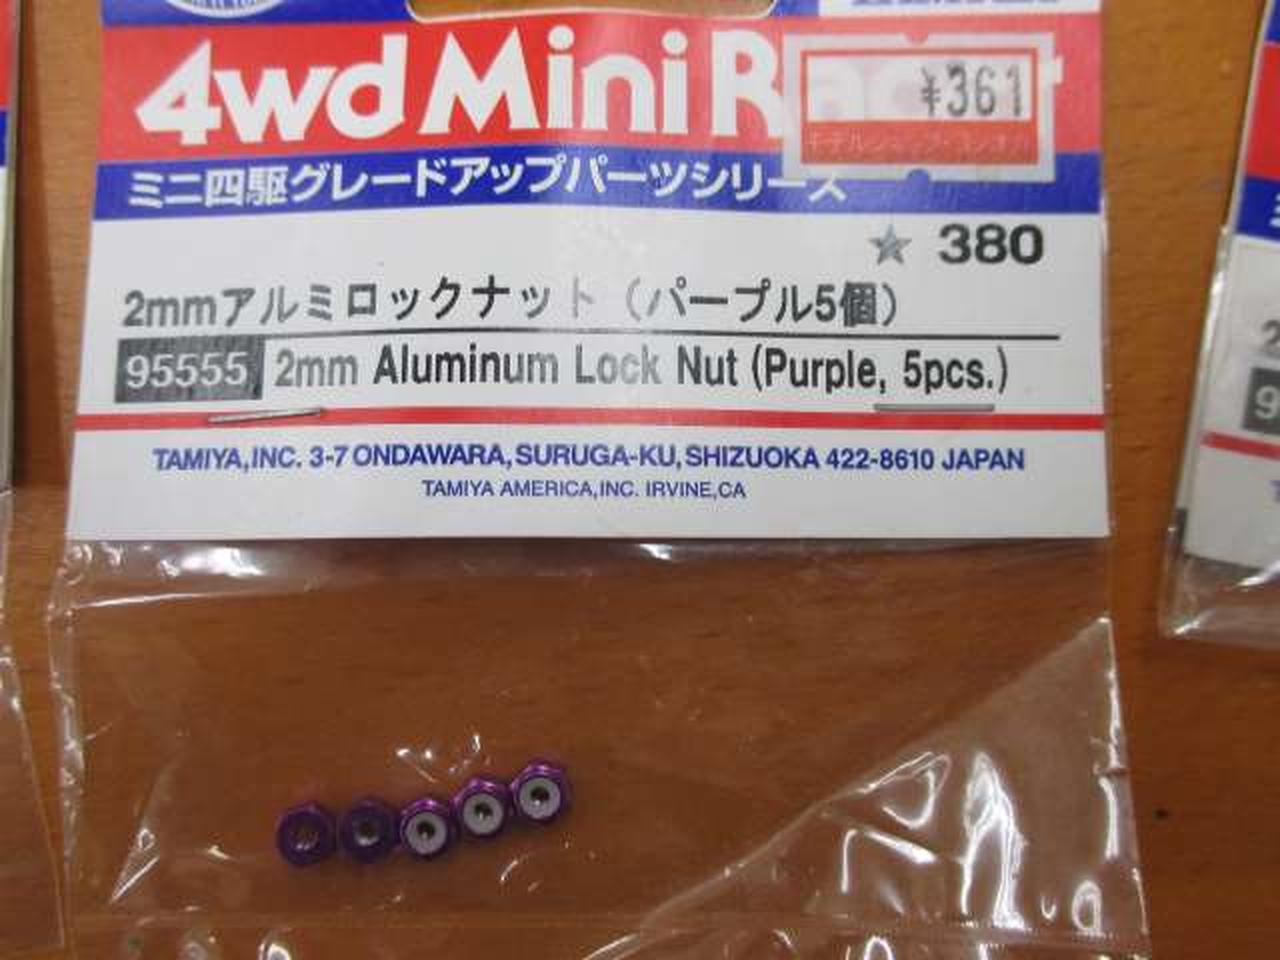 4wd Mini Racer
¥361
ミニ四駆グレードアップパーツシリーズ
★ 380
2mmアルミロックナット（パープル5個）
95555 2mm Aluminum Lock Nut (Purple, 5pcs.)
TAMIYA,INC. 3-7 ONDAWARA, SURUGA-KU, SHIZUOKA 422-8610 JAPAN
TAMIYA AMERICA,INC. IRVINE,CA